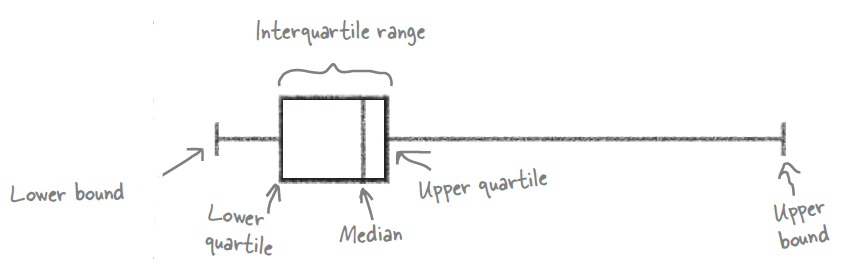 Interquartile range
Lower bound
Lower
quartile
Median
Upper quartile
Upper
bound